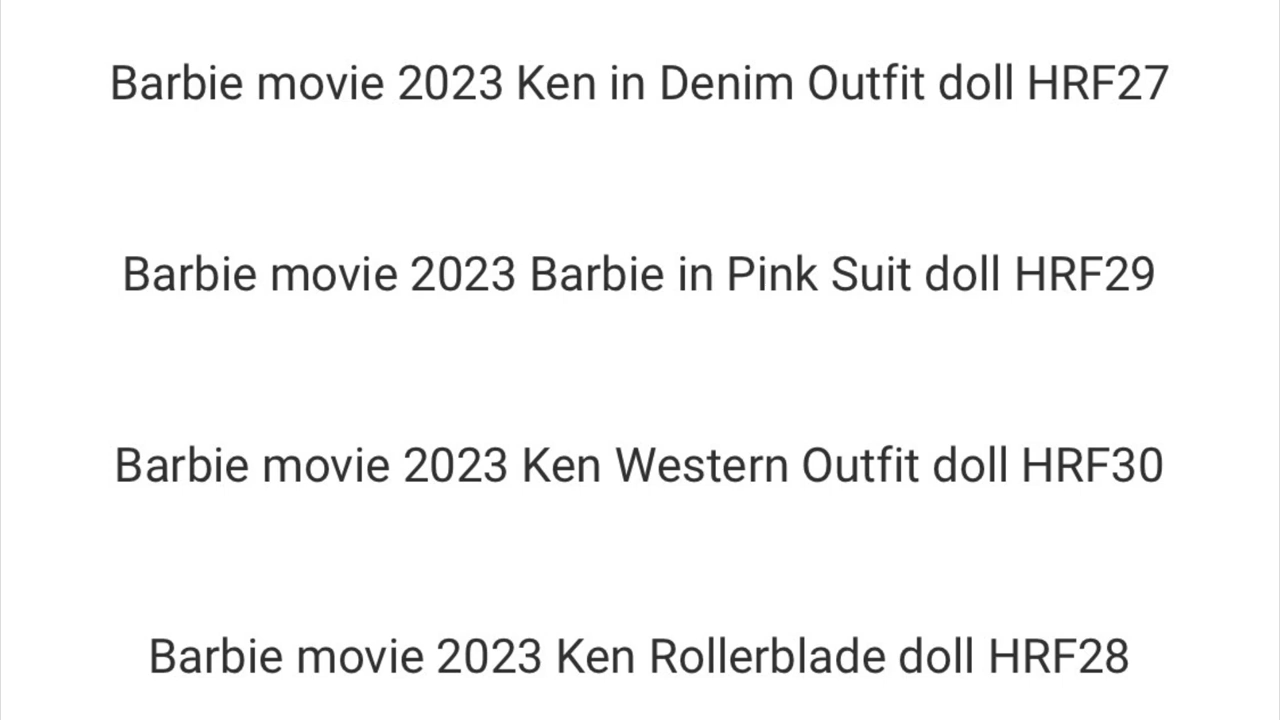 Barbie movie 2023 Ken in Denim Outfit doll HRF27
Barbie movie 2023 Barbie in Pink Suit doll HRF29
Barbie movie 2023 Ken Western Outfit doll HRF30
Barbie movie 2023 Ken Rollerblade doll HRF28